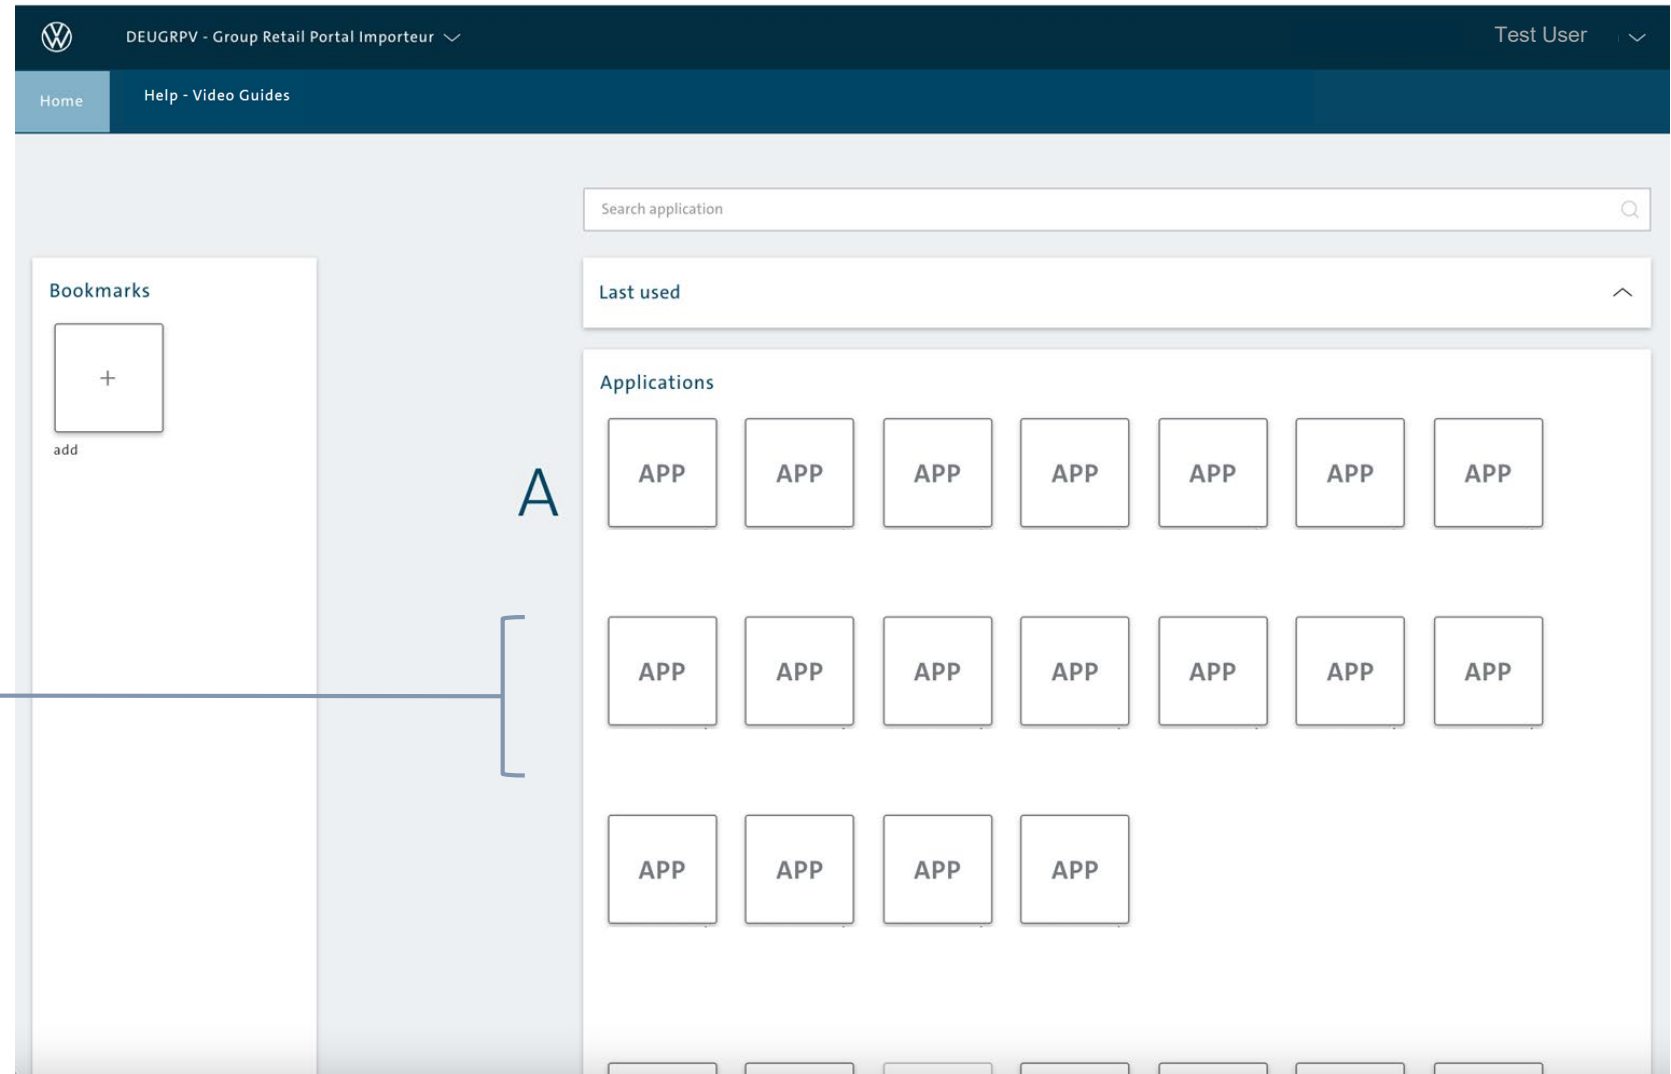 DEUGRPV - Group Retail Portal Importeur
Test User
Home
Help - Video Guides
Search application
Bookmarks
+
add
Last used
Applications
A
APP APP APP APP APP APP APP
APP APP APP APP APP APP APP
APP APP APP APP